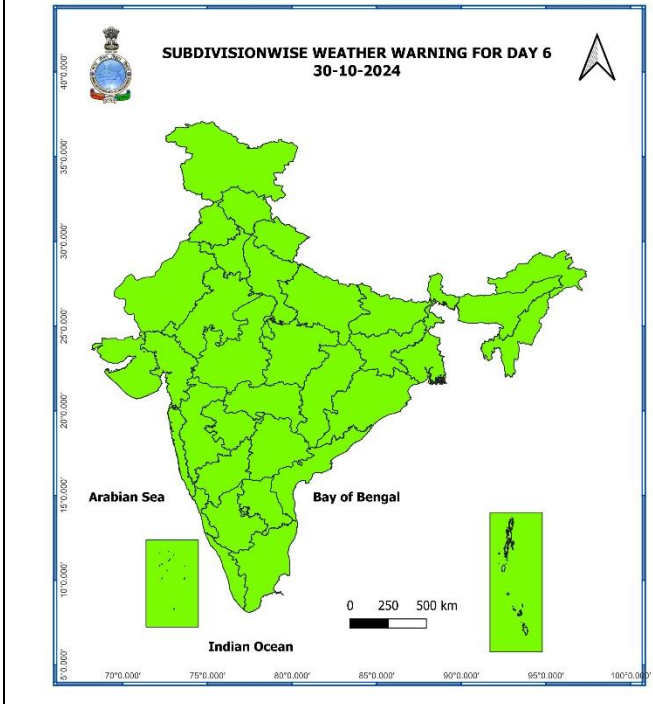 SUBDIVISIONWISE WEATHER WARNING FOR DAY 6
30-10-2024
40°0.000'
35°0.000'
30°0.000'
25°0.000'
20°0.000'
15°0.000'
10°0.000'
5°0.000'
Arabian Sea
Bay of Bengal
0 250 500 km
Indian Ocean
70°0.000' 75°0.000' 80°0.000' 85°0.000' 90°0.000' 95°0.000' 100°0.000'